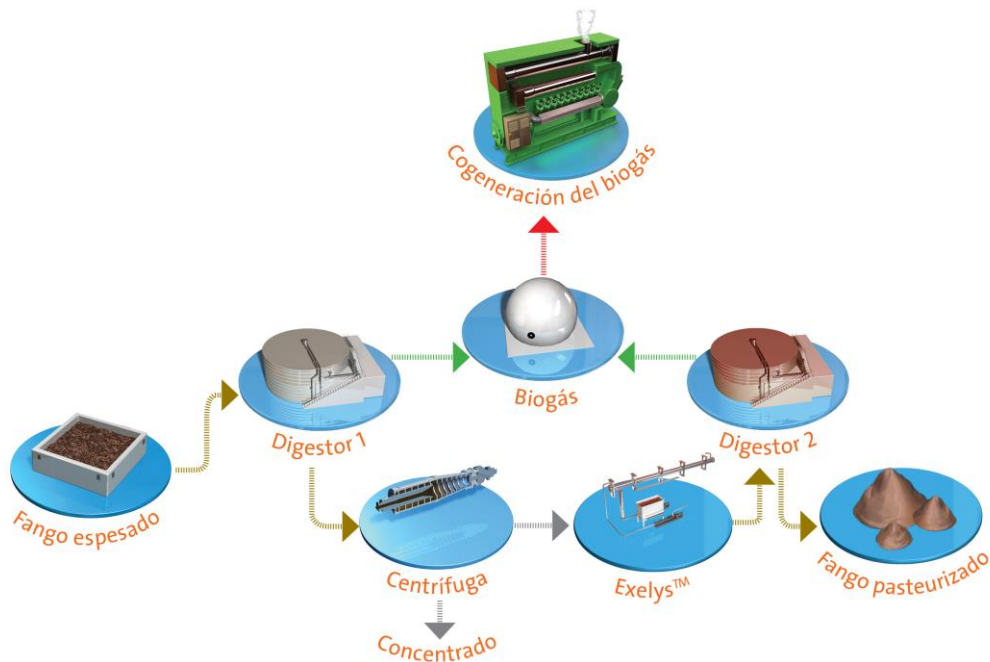 Cogeneración del biogás
Biogás
Digestor 1
Digestor 2
Fango espesado
Centrífuga
Exelys™
Fango pasteurizado
Concentrado